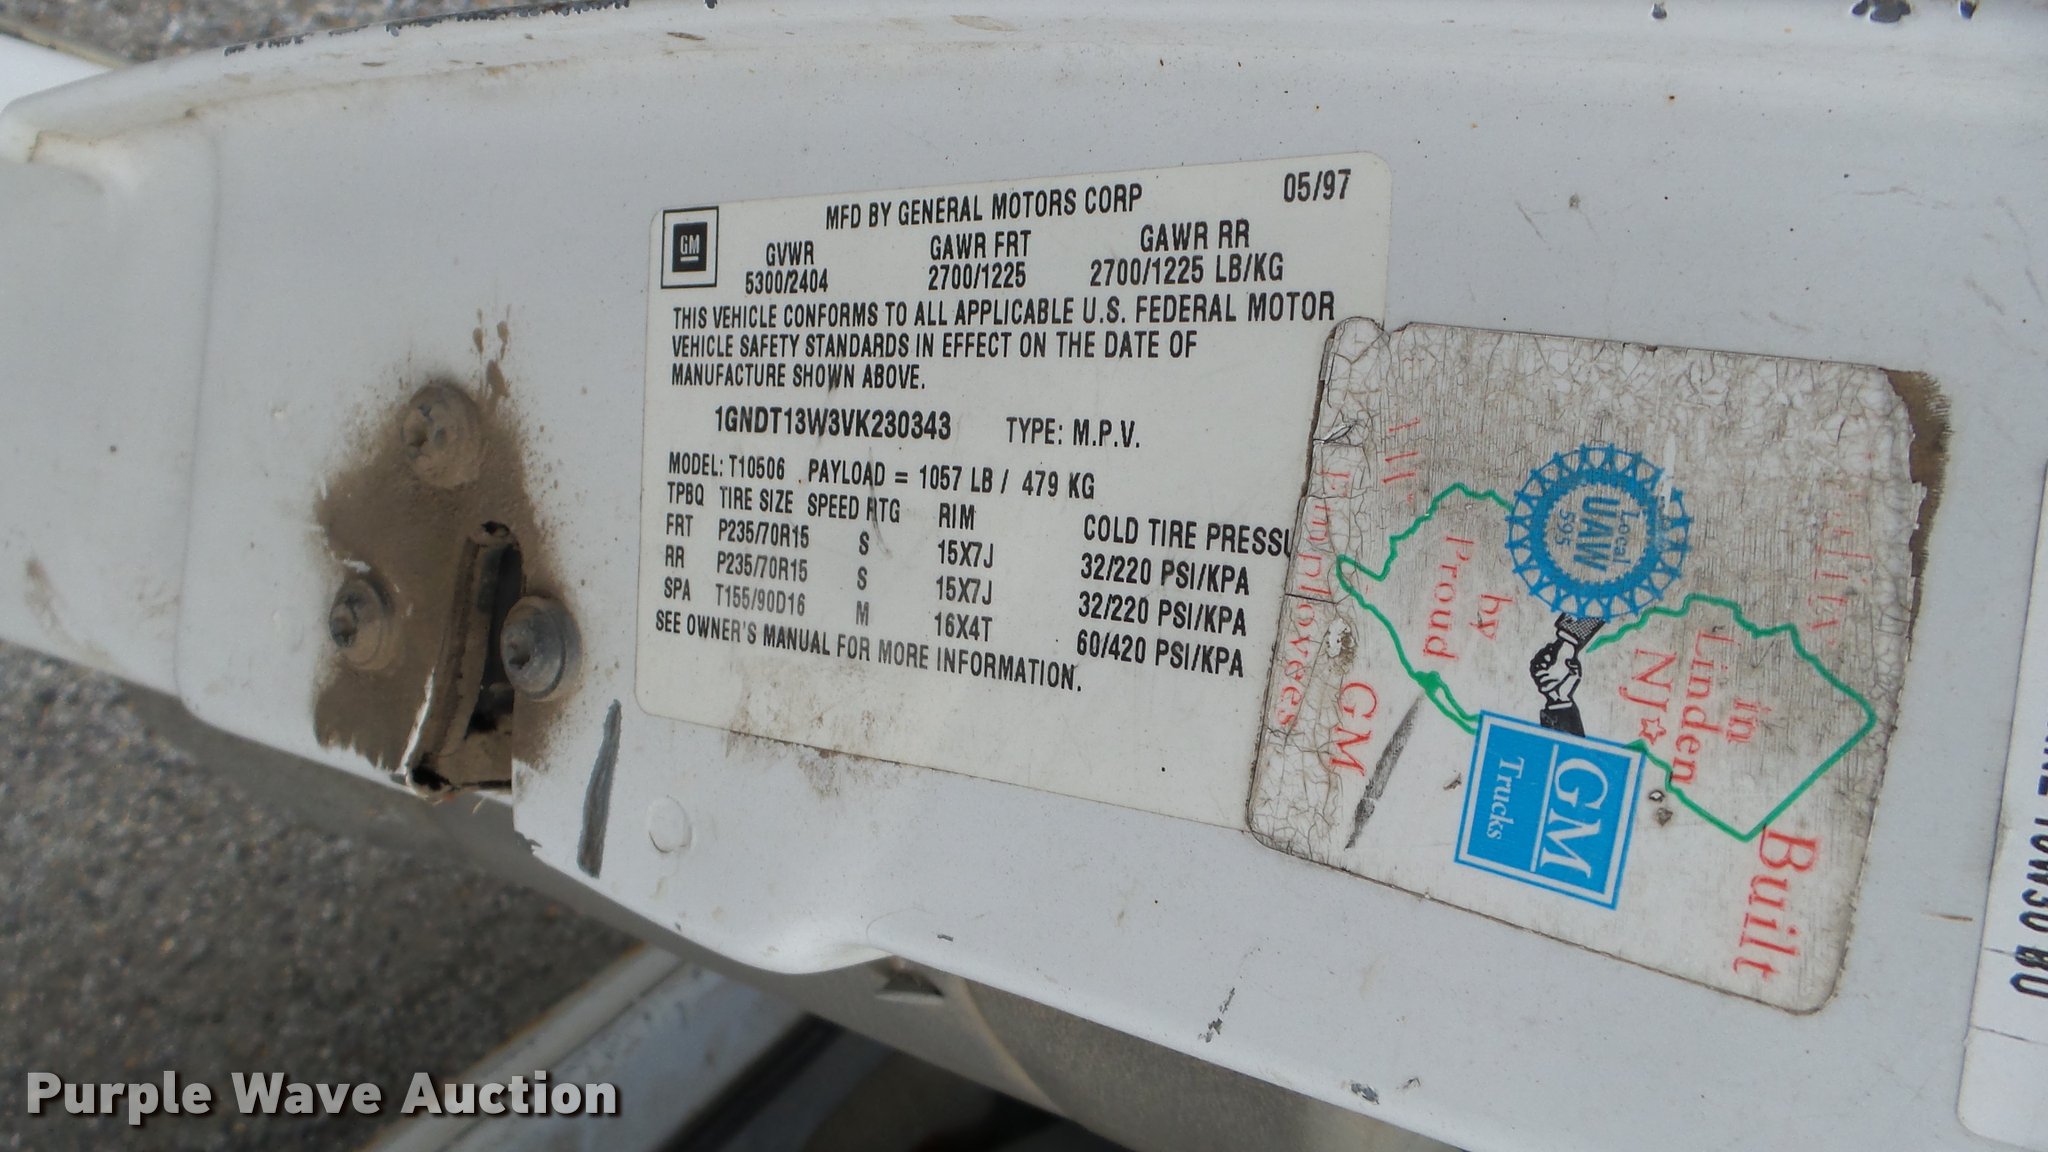 MFD BY GENERAL MOTORS CORP 05/97
GM
GVWR GAWR FRT GAWR RR
5300/2404 2700/1225 2700/1225 LB/KG
THIS VEHICLE CONFORMS TO ALL APPLICABLE U.S. FEDERAL MOTOR
VEHICLE SAFETY STANDARDS IN EFFECT ON THE DATE OF
MANUFACTURE SHOWN ABOVE.
1GNDT13W3VK230343 TYPE: M.P.V.
MODEL: T10506 PAYLOAD = 1057 LB / 479 KG
TPBQ TIRE SIZE SPEED RTG RIM COLD TIRE PRESSU
FRT P235/70R15 S 15X7J 32/220 PSI/KPA
RR P235/70R15 S 15X7J 32/220 PSI/KPA
SPA T155/90D16 M 16X4T 60/420 PSI/KPA
SEE OWNER'S MANUAL FOR MORE INFORMATION.
Built
in
Linden
NJ
Local
UAW
595
by
Proud
GM
Employees
GM
Trucks
Purple Wave Auction